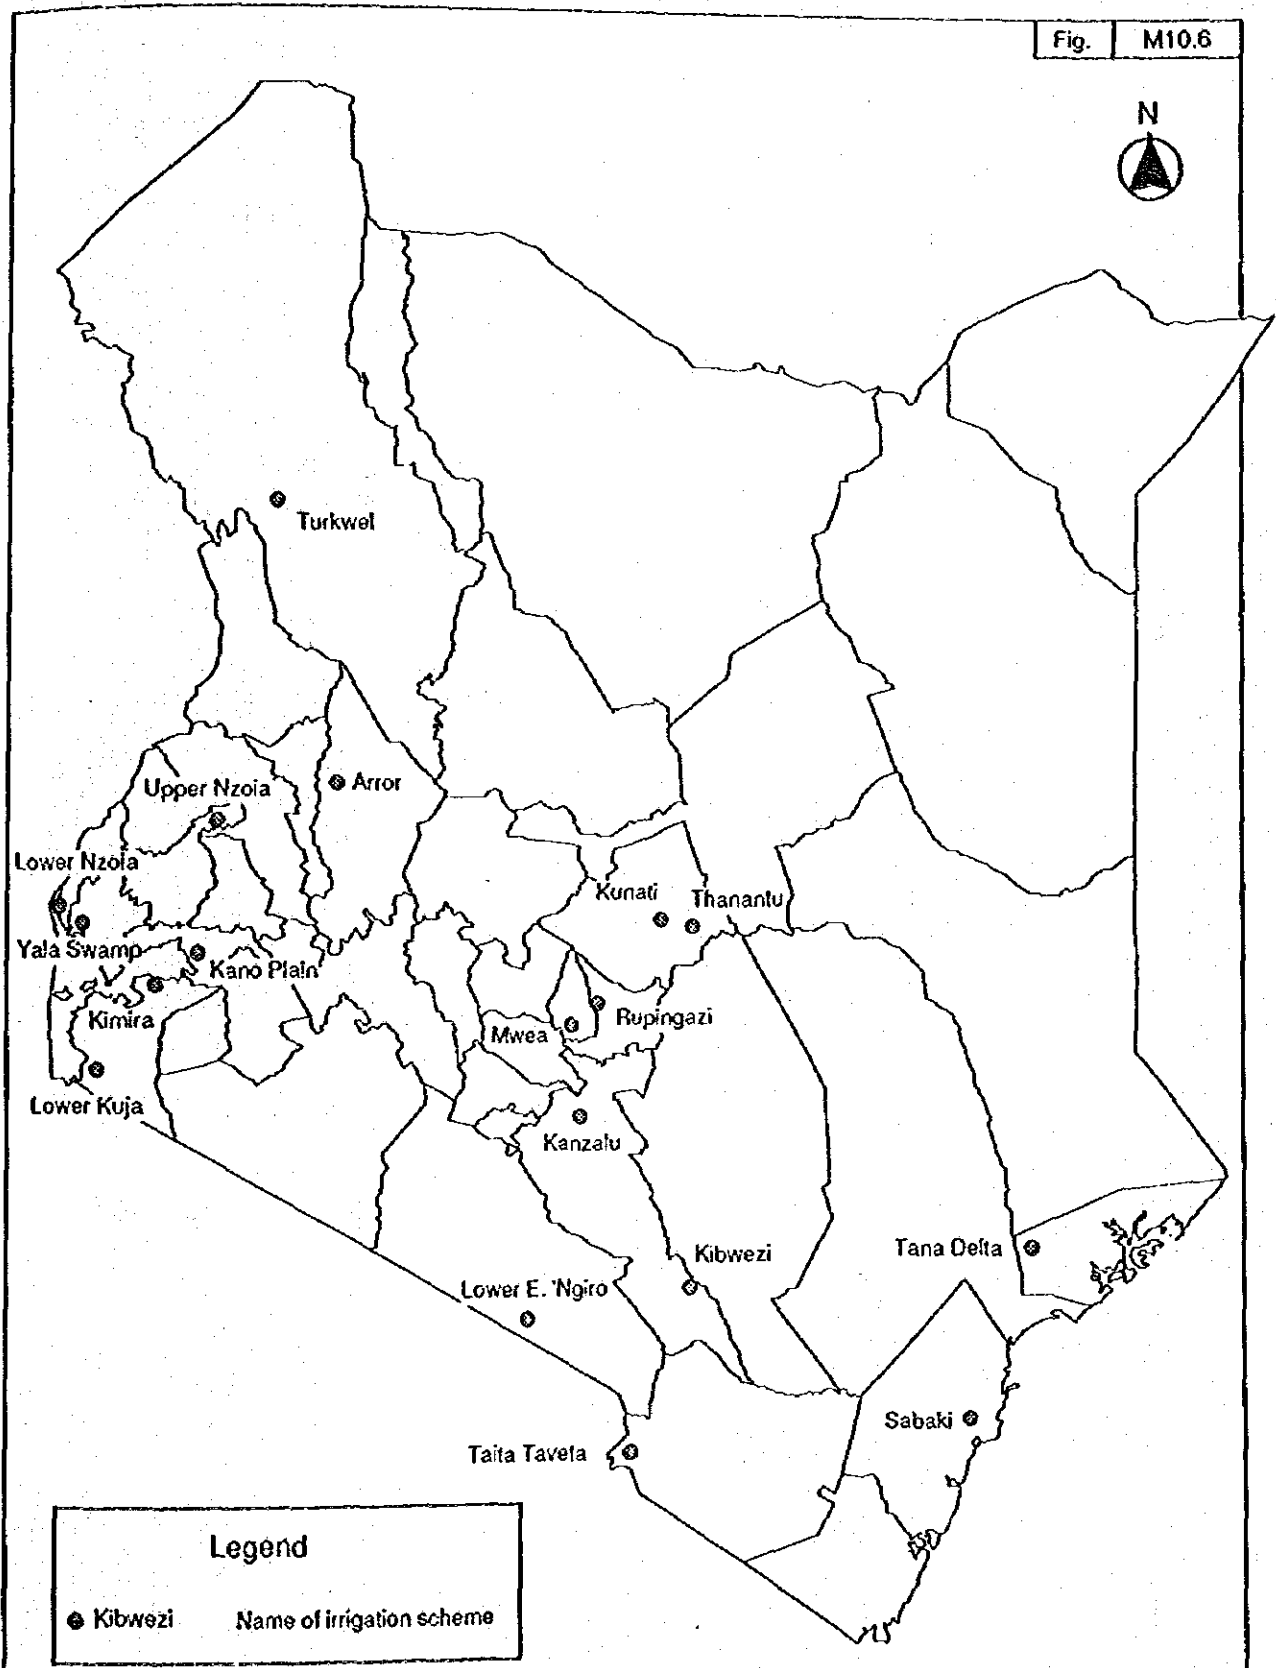 Fig. M10.6
N
Turkwel
Upper Nzoia
Arror
Lower Nzoia
Kunati
Thanantu
Yala Swamp
Kano Plain
Kimira
Rupingazi
Mwea
Lower Kuja
Kanzalu
Tana Delta
Kibwezi
Lower E. 'Ngiro
Sabaki
Taita Taveta
Legend
Kibwezi Name of irrigation scheme